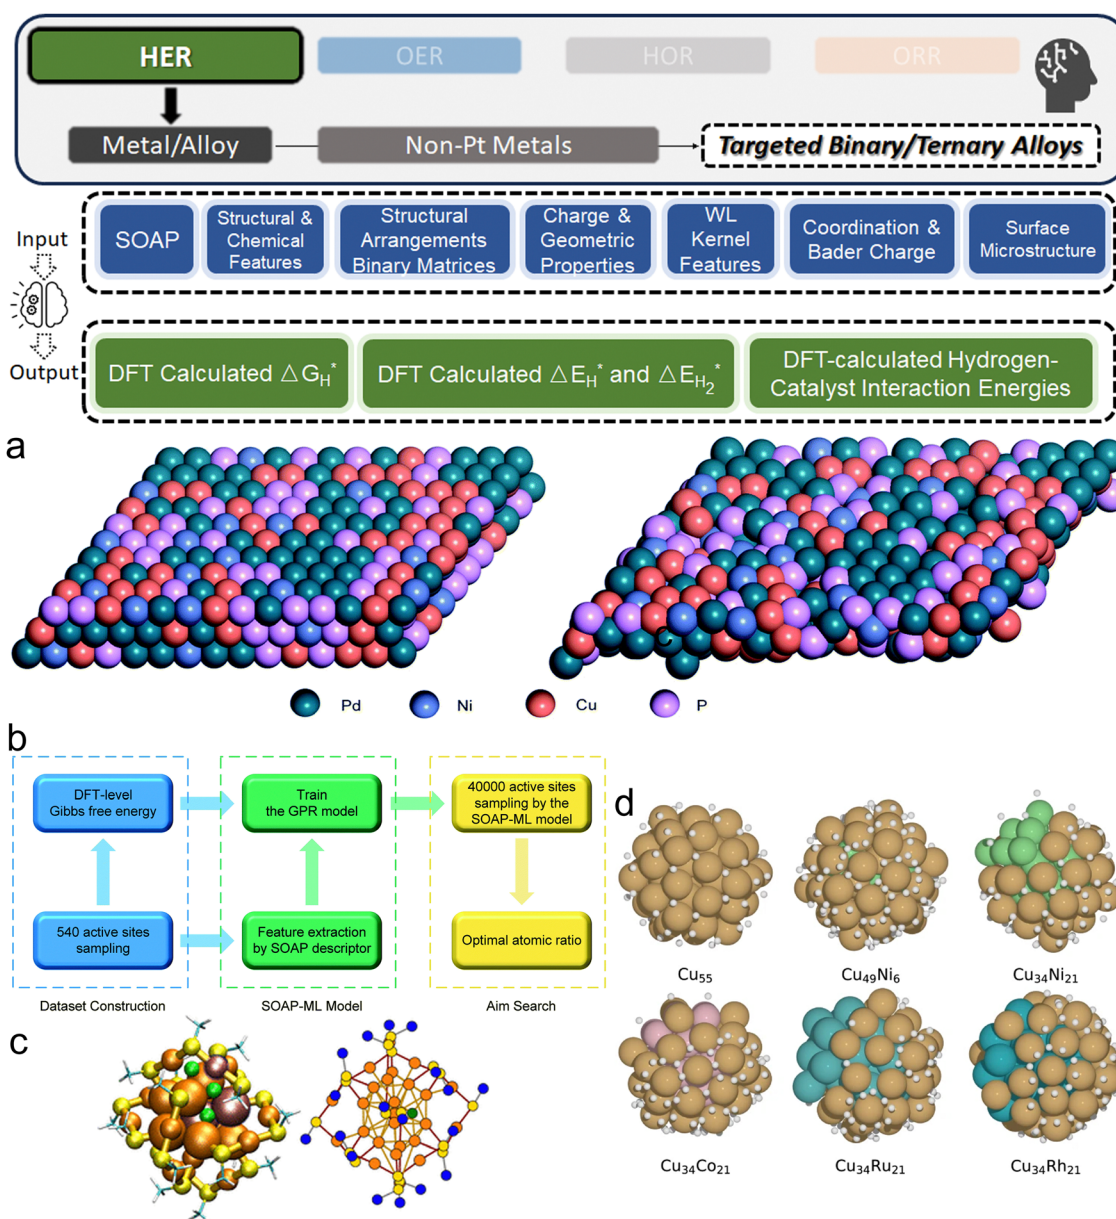 HER
OER
HOR
ORR
Metal/Alloy
Non-Pt Metals
Targeted Binary/Ternary Alloys
Input
SOAP
Structural &
Chemical
Features
Structural
Arrangements
Binary Matrices
Charge &
Geometric
Properties
WL
Kernel
Features
Coordination &
Bader Charge
Surface
Microstructure
Output
DFT Calculated △G_H*
DFT Calculated △E_H* and △E_H₂*
DFT-calculated Hydrogen-
Catalyst Interaction Energies
a
C
Pd
Ni
Cu
P
b
DFT-level
Gibbs free energy
Train
the GPR model
40000 active sites
sampling by the
SOAP-ML model
540 active sites
sampling
Feature extraction
by SOAP descriptor
Optimal atomic ratio
Dataset Construction
SOAP-ML Model
Aim Search
c
d
Cu₅₅
Cu₄₉Ni₆
Cu₃₄Ni₂₁
Cu₃₄Co₂₁
Cu₃₄Ru₂₁
Cu₃₄Rh₂₁